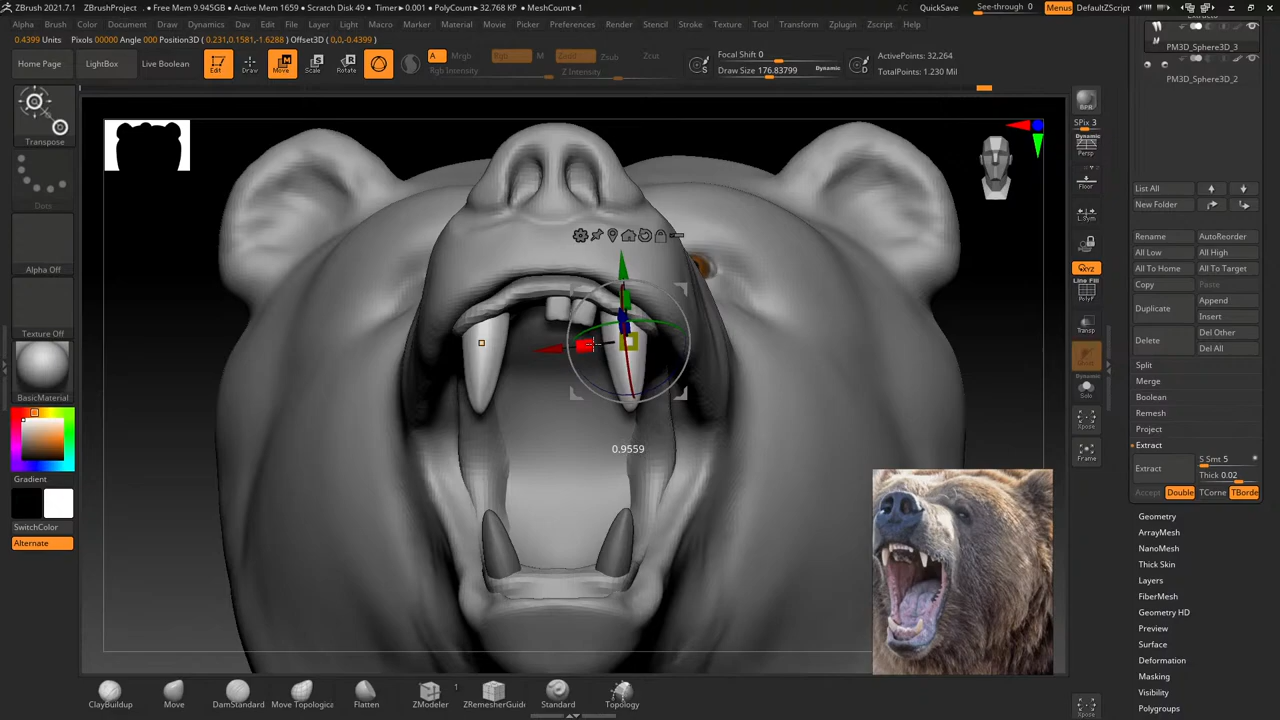 ZBrush 2021.7.1
ZBrushProject
• Free Mem 9.945GB • Active Mem 1659 • Scratch Disk 49 • Timer▶0.001 • PolyCount▶32.768 KP • MeshCount▶1
AC
QuickSave
See-through 0
Menus
DefaultZScript
Alpha
Brush
Color
Document
Draw
Dynamics
Edit
File
Layer
Light
Macro
Marker
Material
Movie
Picker
Preferences
Render
Stencil
Stroke
Texture
Tool
Transform
Zplugin
Zscript
Help
0.4399 Units Pixels 00000 Angle 000 Position3D ( 0.231,0.1581,-1.6288) Offset3D ( 0,0,-0.4399)
Home Page
LightBox
Live Boolean
Edit
Draw
Move
Scale
Rotate
A
Mrgb
Rgb
M
Rgb Intensity
Zadd
Zsub
Zcut
Z Intensity
Focal Shift 0
Draw Size 176.83799
Dynamic
ActivePoints: 32,264
TotalPoints: 1.230 Mil
Transpose
Dots
Alpha Off
Texture Off
BasicMaterial
Gradient
SwitchColor
Alternate
0.9559
BPR
SPix 3
Dynamic
Persp
Floor
L.Sym
XYZ
Line Fill
PolyF
Transp
Ghost
Dynamic
Solo
Xpose
Frame
Xpose
PM3D_Sphere3D_3
PM3D_Sphere3D_2
List All
New Folder
Rename
AutoReorder
All Low
All High
All To Home
All To Target
Copy
Duplicate
Append
Insert
Delete
Del Other
Del All
Split
Merge
Boolean
Remesh
Project
Extract
Extract
S Smt 5
Thick 0.02
Accept
Double
TCorne
TBorde
Geometry
ArrayMesh
NanoMesh
Thick Skin
Layers
FiberMesh
Geometry HD
Preview
Surface
Deformation
Masking
Visibility
Polygroups
ClayBuildup
Move
DamStandard
Move Topologica
Flatten
ZModeler
1
ZRemesherGuide
Standard
Topology